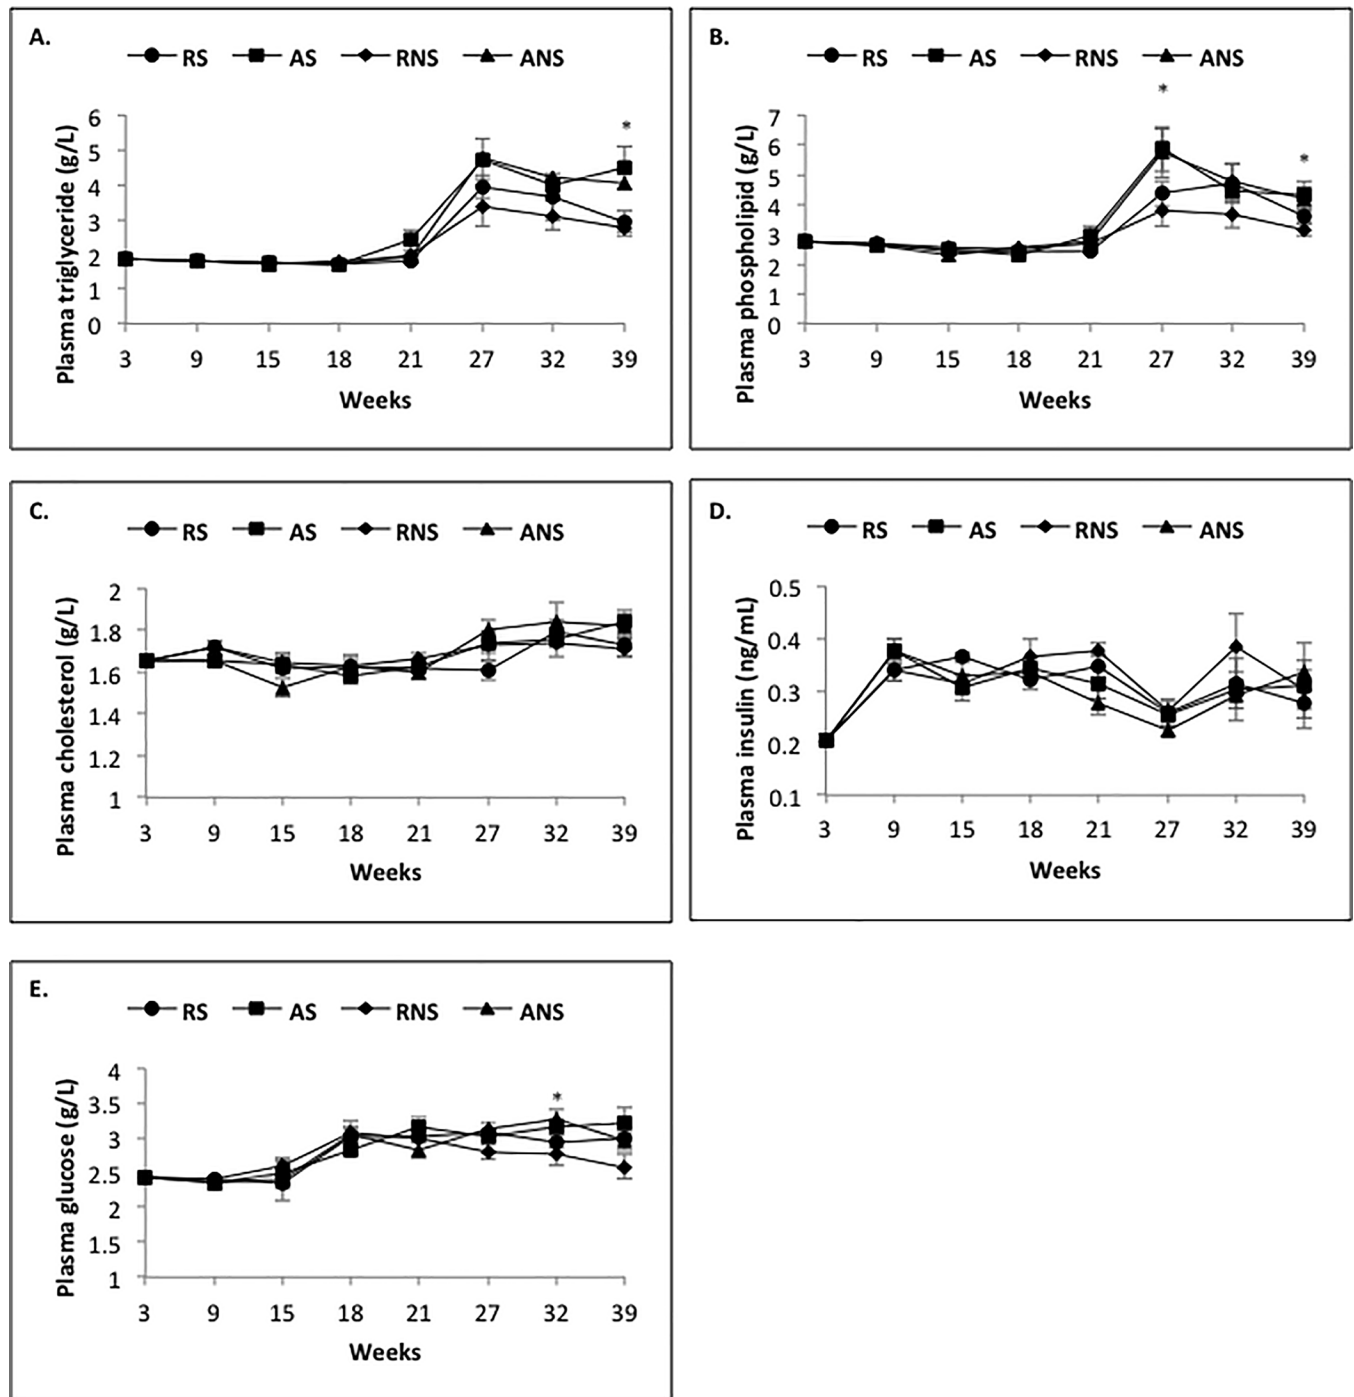 A.
RS AS RNS ANS
Plasma triglyceride (g/L)
6
5
4
3
2
1
0
*
3 9 15 18 21 27 32 39
Weeks
B.
RS AS RNS ANS
Plasma phospholipid (g/L)
7
6
5
4
3
2
1
0
*
*
3 9 15 18 21 27 32 39
Weeks
C.
RS AS RNS ANS
Plasma cholesterol (g/L)
2
1.8
1.6
1.4
1.2
1
3 9 15 18 21 27 32 39
Weeks
D.
RS AS RNS ANS
Plasma insulin (ng/mL)
0.5
0.4
0.3
0.2
0.1
3 9 15 18 21 27 32 39
Weeks
E.
RS AS RNS ANS
Plasma glucose (g/L)
4
3.5
3
2.5
2
1.5
1
*
3 9 15 18 21 27 32 39
Weeks